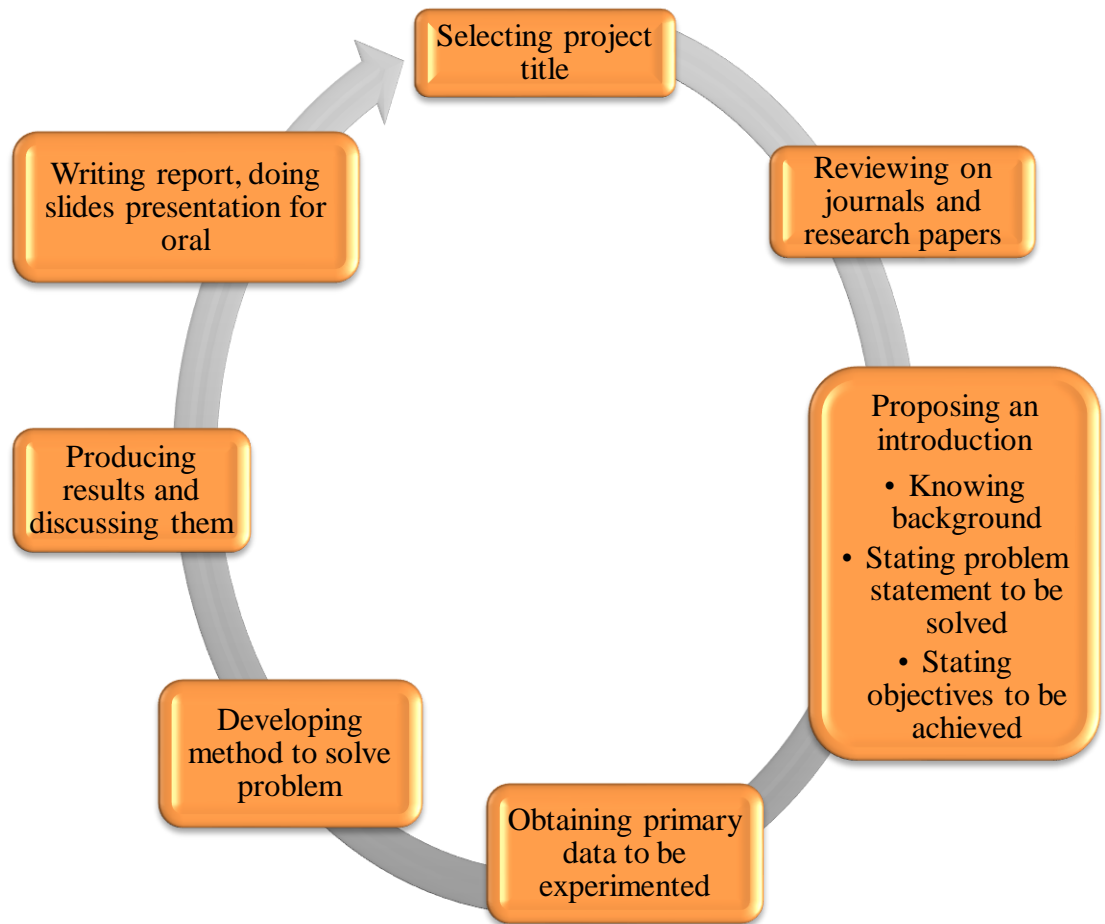 Selecting project
title
Reviewing on
journals and
research papers
Proposing an
introduction
• Knowing
background
• Stating problem
statement to be
solved
• Stating
objectives to be
achieved
Obtaining primary
data to be
experimented
Developing
method to solve
problem
Producing
results and
discussing them
Writing report, doing
slides presentation for
oral